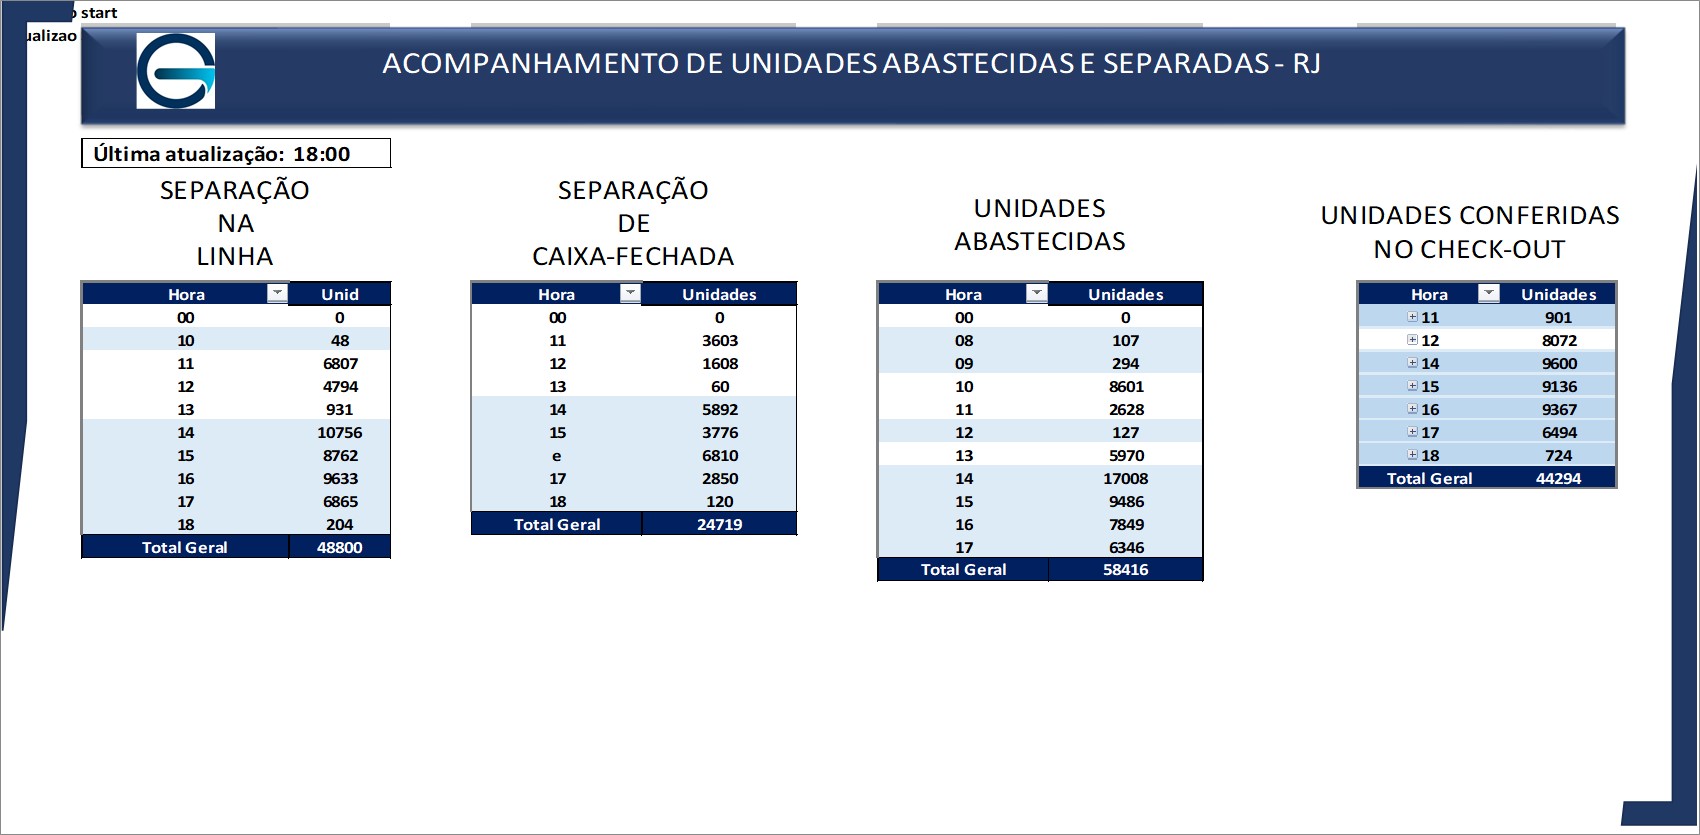 start
ualizao
ACOMPANHAMENTO DE UNIDADES ABASTECIDAS E SEPARADAS - RJ
Última atualização: 18:00
SEPARAÇÃO
NA
LINHA
Hora Unid
00 0
10 48
11 6807
12 4794
13 931
14 10756
15 8762
16 9633
17 6865
18 204
Total Geral 48800
SEPARAÇÃO
DE
CAIXA-FECHADA
Hora Unidades
00 0
11 3603
12 1608
13 60
14 5892
15 3776
e 6810
17 2850
18 120
Total Geral 24719
UNIDADES
ABASTECIDAS
Hora Unidades
00 0
08 107
09 294
10 8601
11 2628
12 127
13 5970
14 17008
15 9486
16 7849
17 6346
Total Geral 58416
UNIDADES CONFERIDAS
NO CHECK-OUT
Hora Unidades
11 901
12 8072
14 9600
15 9136
16 9367
17 6494
18 724
Total Geral 44294